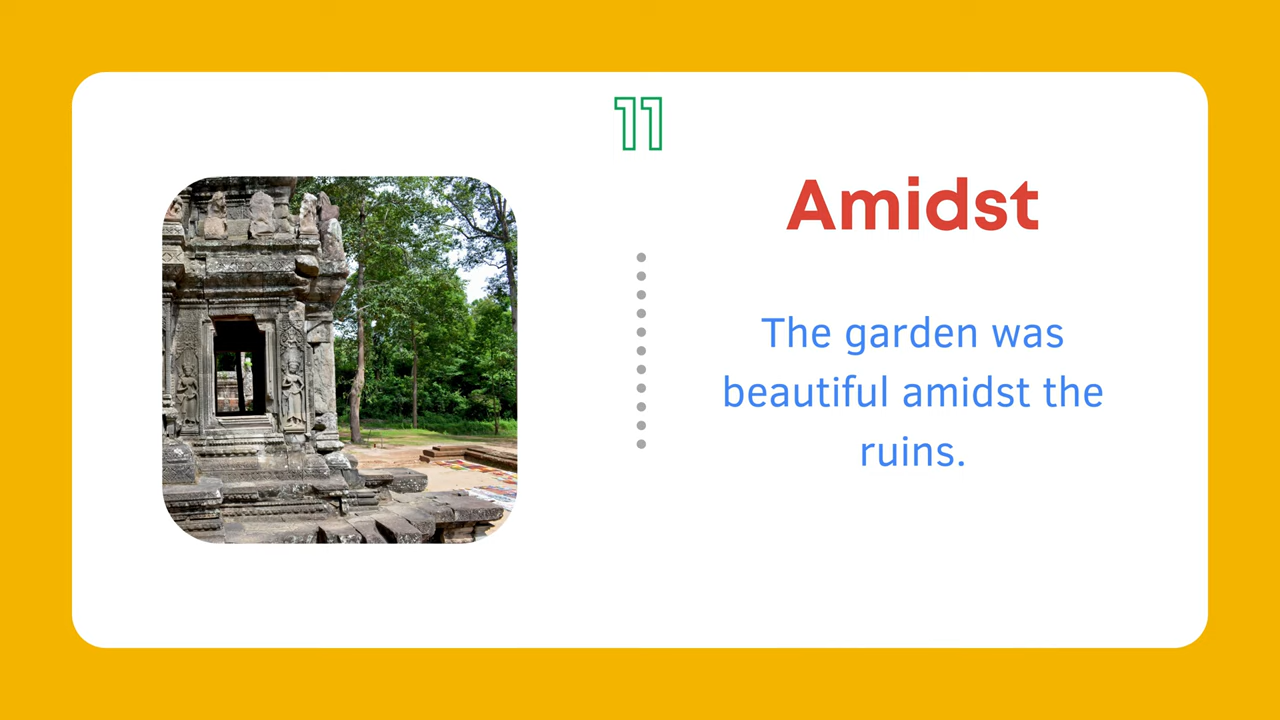 11
Amidst
The garden was
beautiful amidst the
ruins.